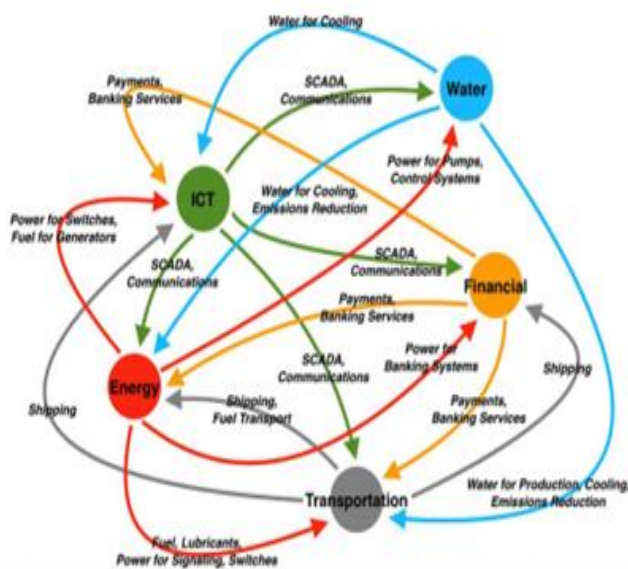 Water for Cooling
Payments,
Banking Services
SCADA,
Communications
Water
Power for Pumps,
Control Systems
ICT
Water for Cooling,
Emissions Reduction
Power for Switches,
Fuel for Generators
SCADA,
Communications
SCADA,
Communications
Financial
Payments,
Banking Services
Power for
Banking Systems
SCADA,
Communications
Energy
Shipping
Shipping,
Fuel Transport
Shipping
Payments,
Banking Services
Transportation
Water for Production, Cooling,
Emissions Reduction
Fuel, Lubricants,
Power for Signaling, Switches